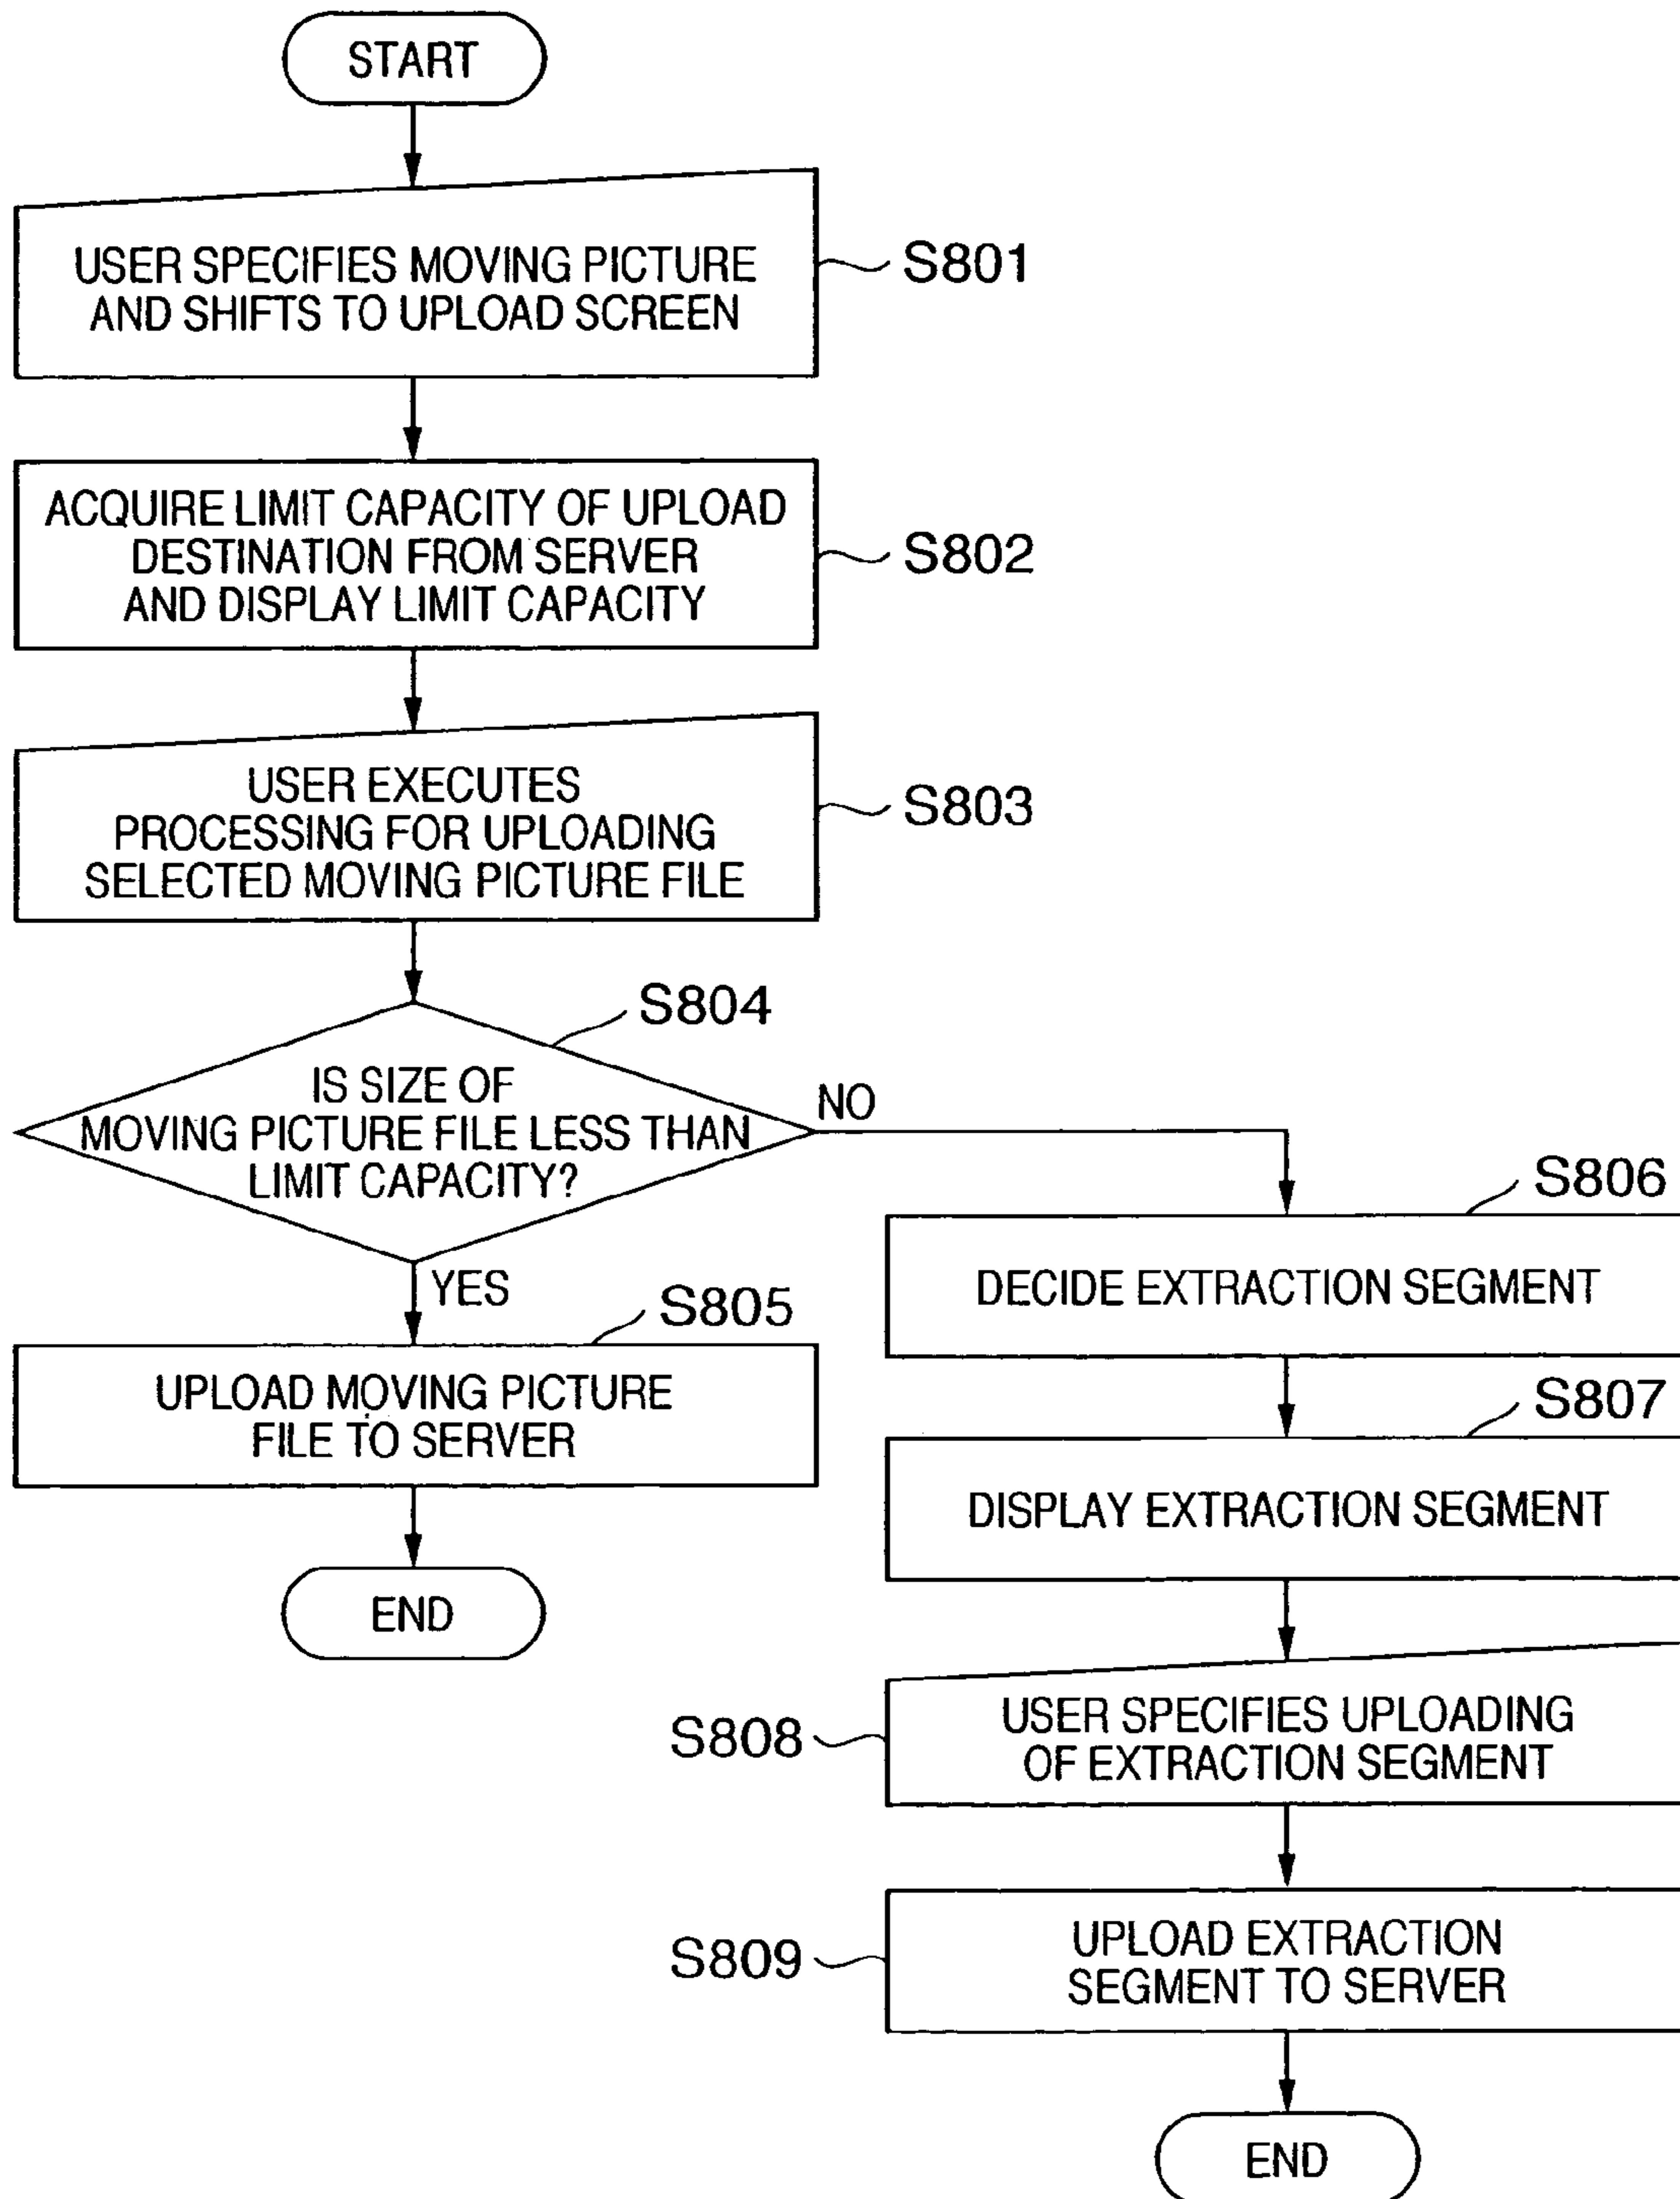 START
USER SPECIFIES MOVING PICTURE
AND SHIFTS TO UPLOAD SCREEN
S801
ACQUIRE LIMIT CAPACITY OF UPLOAD
DESTINATION FROM SERVER
AND DISPLAY LIMIT CAPACITY
S802
USER EXECUTES
PROCESSING FOR UPLOADING
SELECTED MOVING PICTURE FILE
S803
S804
IS SIZE OF
MOVING PICTURE FILE LESS THAN
LIMIT CAPACITY?
NO
YES
S805
UPLOAD MOVING PICTURE
FILE TO SERVER
END
S806
DECIDE EXTRACTION SEGMENT
S807
DISPLAY EXTRACTION SEGMENT
S808
USER SPECIFIES UPLOADING
OF EXTRACTION SEGMENT
S809
UPLOAD EXTRACTION
SEGMENT TO SERVER
END